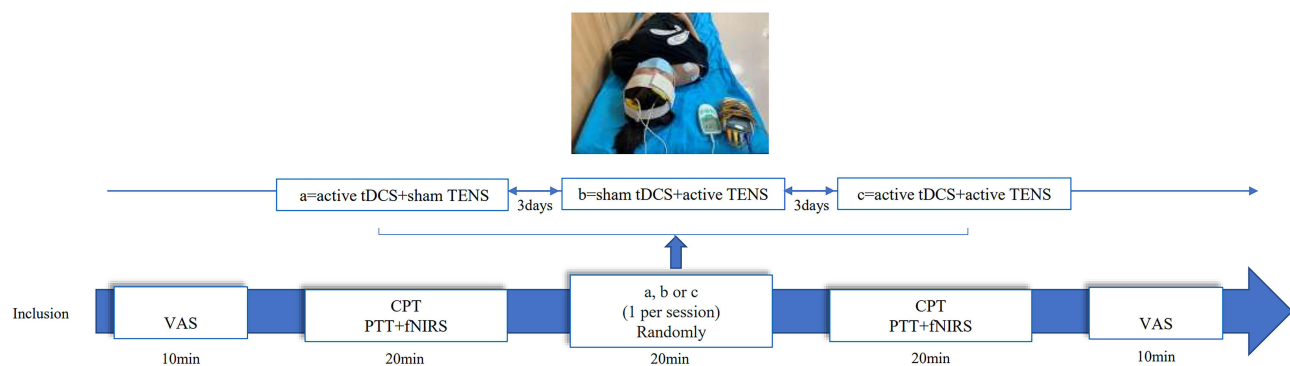 a=active tDCS+sham TENS
3days
b=sham tDCS+active TENS
3days
c=active tDCS+active TENS
Inclusion
VAS
10min
CPT
PTT+fNIRS
20min
a, b or c
(1 per session)
Randomly
20min
CPT
PTT+fNIRS
20min
VAS
10min